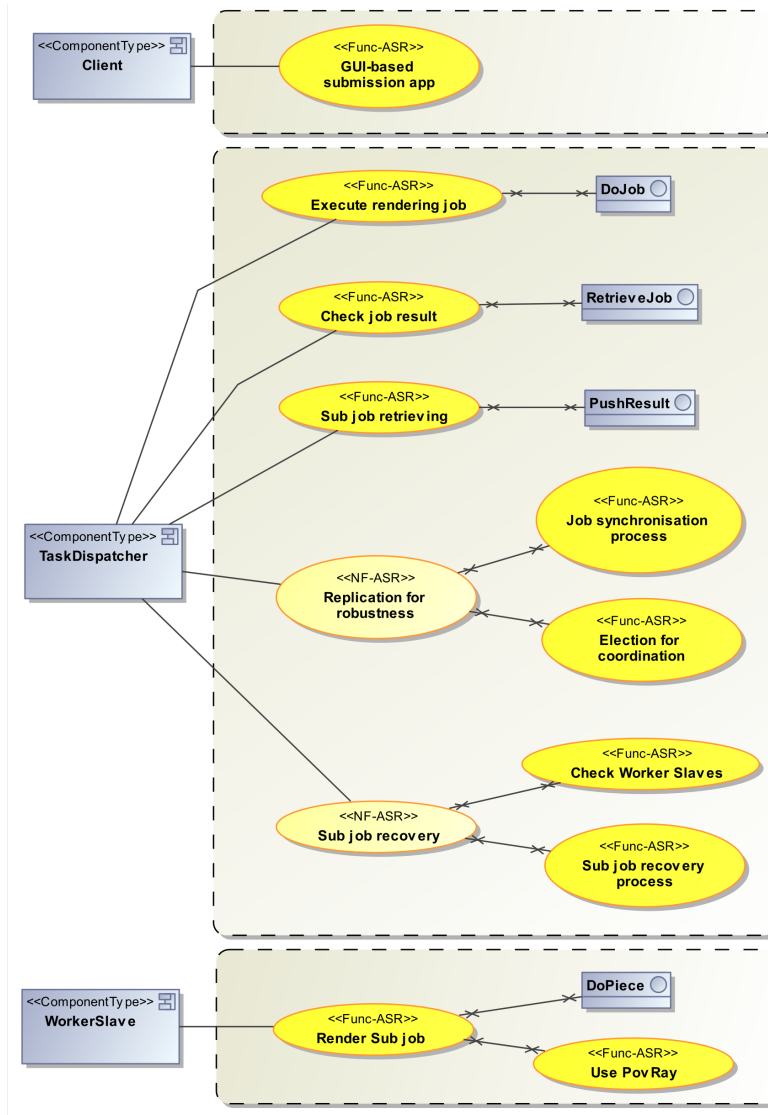 <<ComponentType>>
Client
<<Func-ASR>>
GUI-based
submission app
<<Func-ASR>>
Execute rendering job
DoJob
<<Func-ASR>>
Check job result
RetrieveJob
<<Func-ASR>>
Sub job retrieving
PushResult
<<ComponentType>>
TaskDispatcher
<<Func-ASR>>
Job synchronisation
process
<<NF-ASR>>
Replication for
robustness
<<Func-ASR>>
Election for
coordination
<<Func-ASR>>
Check Worker Slaves
<<NF-ASR>>
Sub job recovery
<<Func-ASR>>
Sub job recovery
process
<<ComponentType>>
WorkerSlave
<<Func-ASR>>
Render Sub job
DoPiece
<<Func-ASR>>
Use PovRay